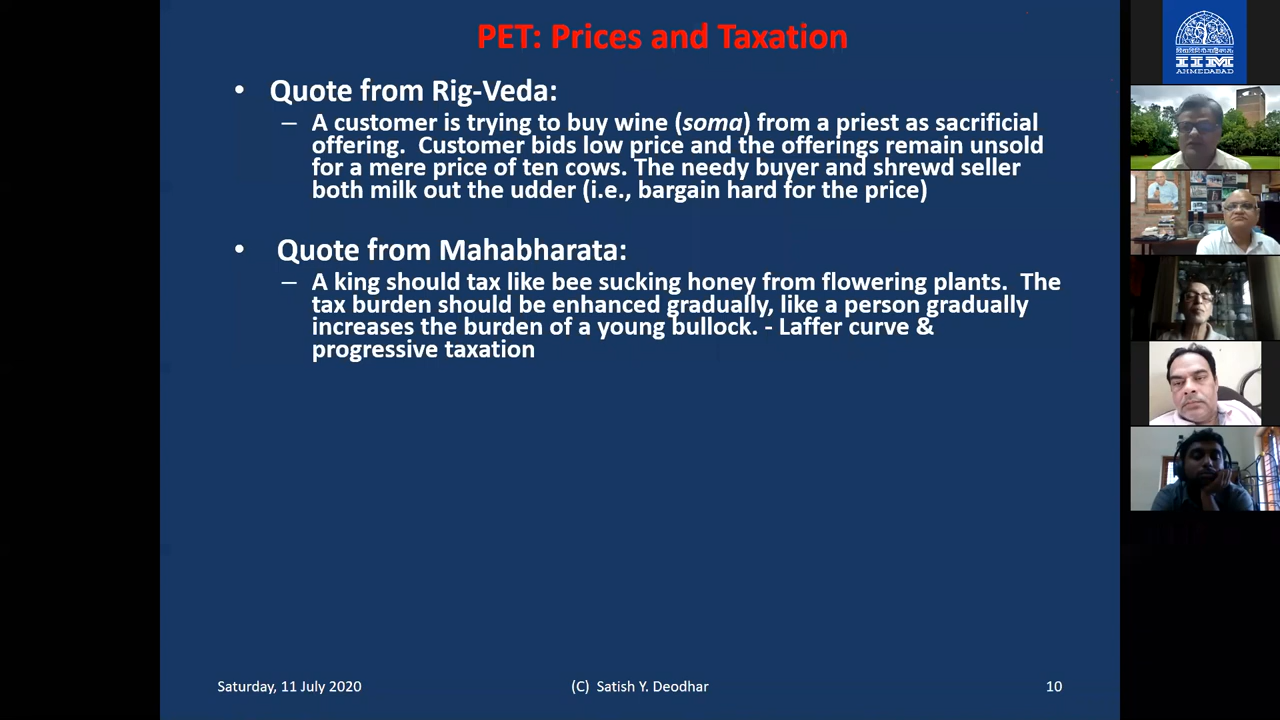 PET: Prices and Taxation
• Quote from Rig-Veda:
– A customer is trying to buy wine (soma) from a priest as sacrificial
offering. Customer bids low price and the offerings remain unsold
for a mere price of ten cows. The needy buyer and shrewd seller
both milk out the udder (i.e., bargain hard for the price)
• Quote from Mahabharata:
– A king should tax like bee sucking honey from flowering plants. The
tax burden should be enhanced gradually, like a person gradually
increases the burden of a young bullock. - Laffer curve &
progressive taxation
Saturday, 11 July 2020
(C) Satish Y. Deodhar
10
IIM
AHMEDABAD